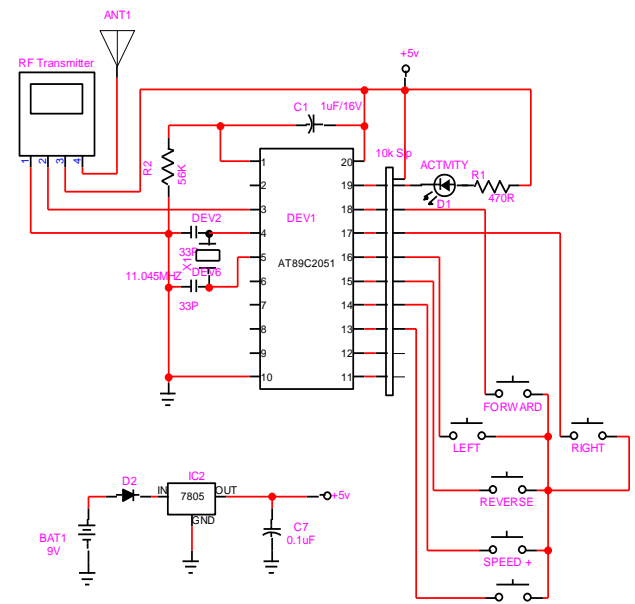 ANT1
RF Transmitter
1 2 3 4
+5v
C1 1uF/16V
R2
56K
10k Sip
ACTIVITY
R1
470R
D1
DEV1
AT89C2051
1
2
3
4
5
6
7
8
9
10
20
19
18
17
16
15
14
13
12
11
DEV2
33P
X1
11.045MHZ
DEV6
33P
FORWARD
LEFT
RIGHT
REVERSE
SPEED +
D2
IC2
IN
7805
OUT
GND
+5v
BAT1
9V
C7
0.1uF